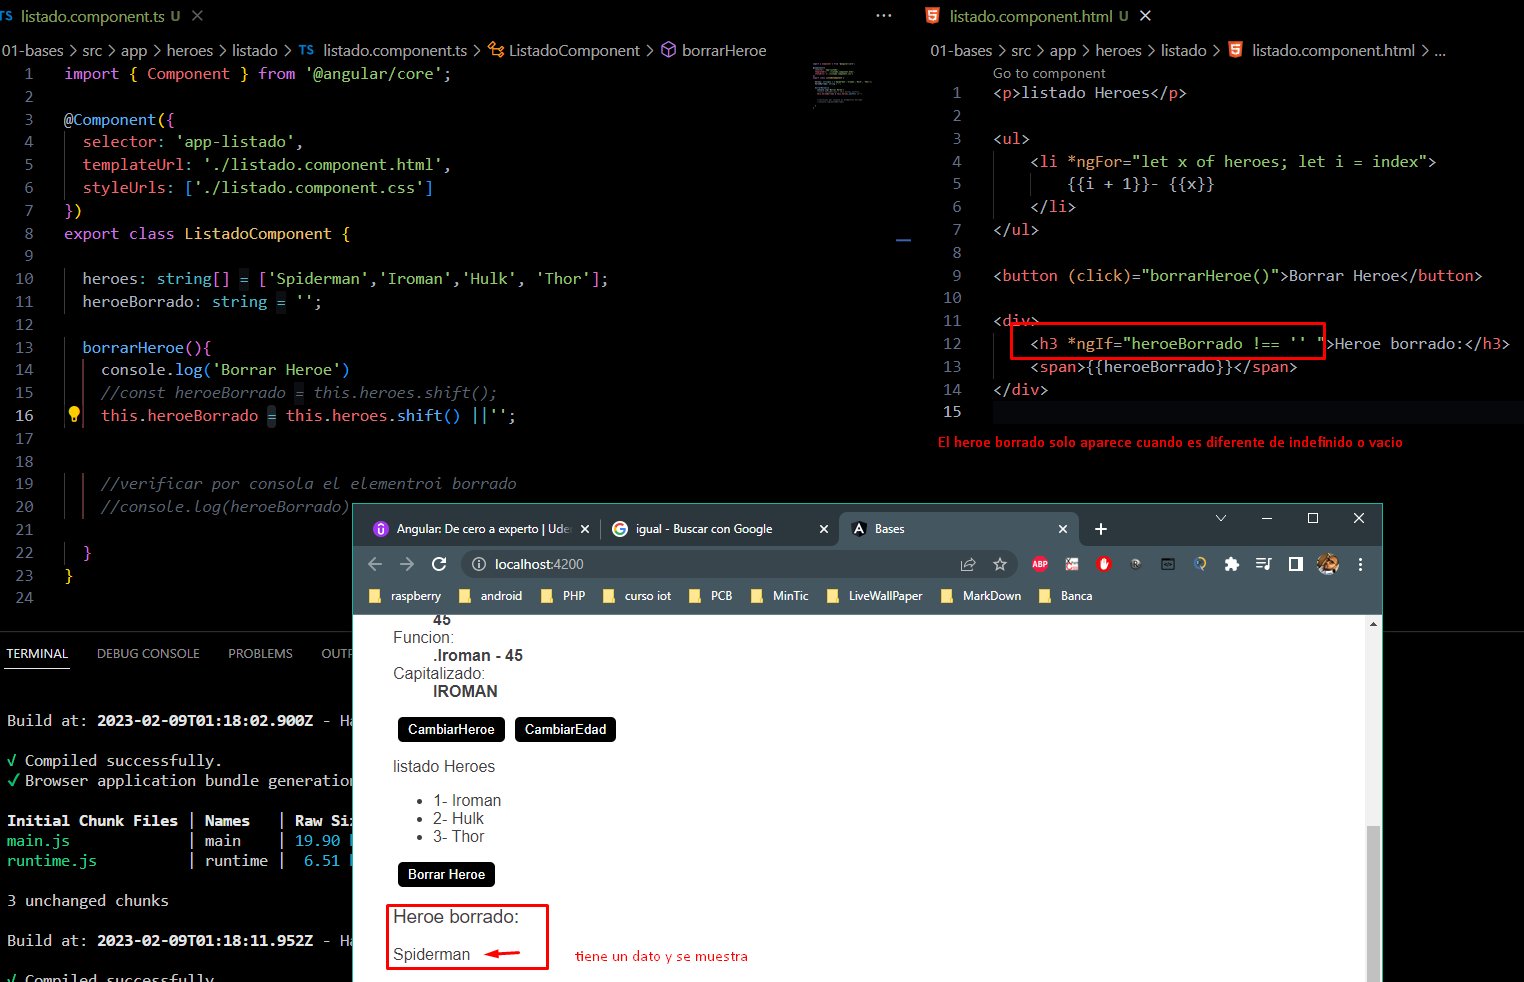 TS listado.component.ts U
01-bases > src > app > heroes > listado > TS listado.component.ts > ListadoComponent > borrarHeroe
1 import { Component } from '@angular/core';
2
3 @Component({
4 selector: 'app-listado',
5 templateUrl: './listado.component.html',
6 styleUrls: ['./listado.component.css']
7 })
8 export class ListadoComponent {
9
10 heroes: string[] = ['Spiderman','Iroman','Hulk', 'Thor'];
11 heroeBorrado: string = '';
12
13 borrarHeroe(){
14 console.log('Borrar Heroe')
15 //const heroeBorrado = this.heroes.shift();
16 this.heroeBorrado = this.heroes.shift() ||'';
17
18
19 //verificar por consola el elementroi borrado
20 //console.log(heroeBorrado)
21
22 }
23 }
24
listado.component.html U
01-bases > src > app > heroes > listado > listado.component.html > ...
Go to component
1 <p>listado Heroes</p>
2
3 <ul>
4 <li *ngFor="let x of heroes; let i = index">
5 {{i + 1}}- {{x}}
6 </li>
7 </ul>
8
9 <button (click)="borrarHeroe()">Borrar Heroe</button>
10
11 <div>
12 <h3 *ngIf="heroeBorrado !== '' ">Heroe borrado:</h3>
13 <span>{{heroeBorrado}}</span>
14 </div>
15
El heroe borrado solo aparece cuando es diferente de indefinido o vacio
TERMINAL DEBUG CONSOLE PROBLEMS OUTP
Build at: 2023-02-09T01:18:02.900Z - Ha
√ Compiled successfully.
✓ Browser application bundle generation
Initial Chunk Files | Names | Raw Si
main.js | main | 19.90
runtime.js | runtime | 6.51
3 unchanged chunks
Build at: 2023-02-09T01:18:11.952Z - Ha
√ Compiled successfully.
Angular: De cero a experto | Ude
igual - Buscar con Google
Bases
localhost:4200
ABP
raspberry android PHP curso iot PCB MinTic LiveWallPaper MarkDown Banca
45
Funcion:
.Iroman - 45
Capitalizado:
IROMAN
CambiarHeroe CambiarEdad
listado Heroes
1- Iroman
2- Hulk
3- Thor
Borrar Heroe
Heroe borrado:
Spiderman
tiene un dato y se muestra